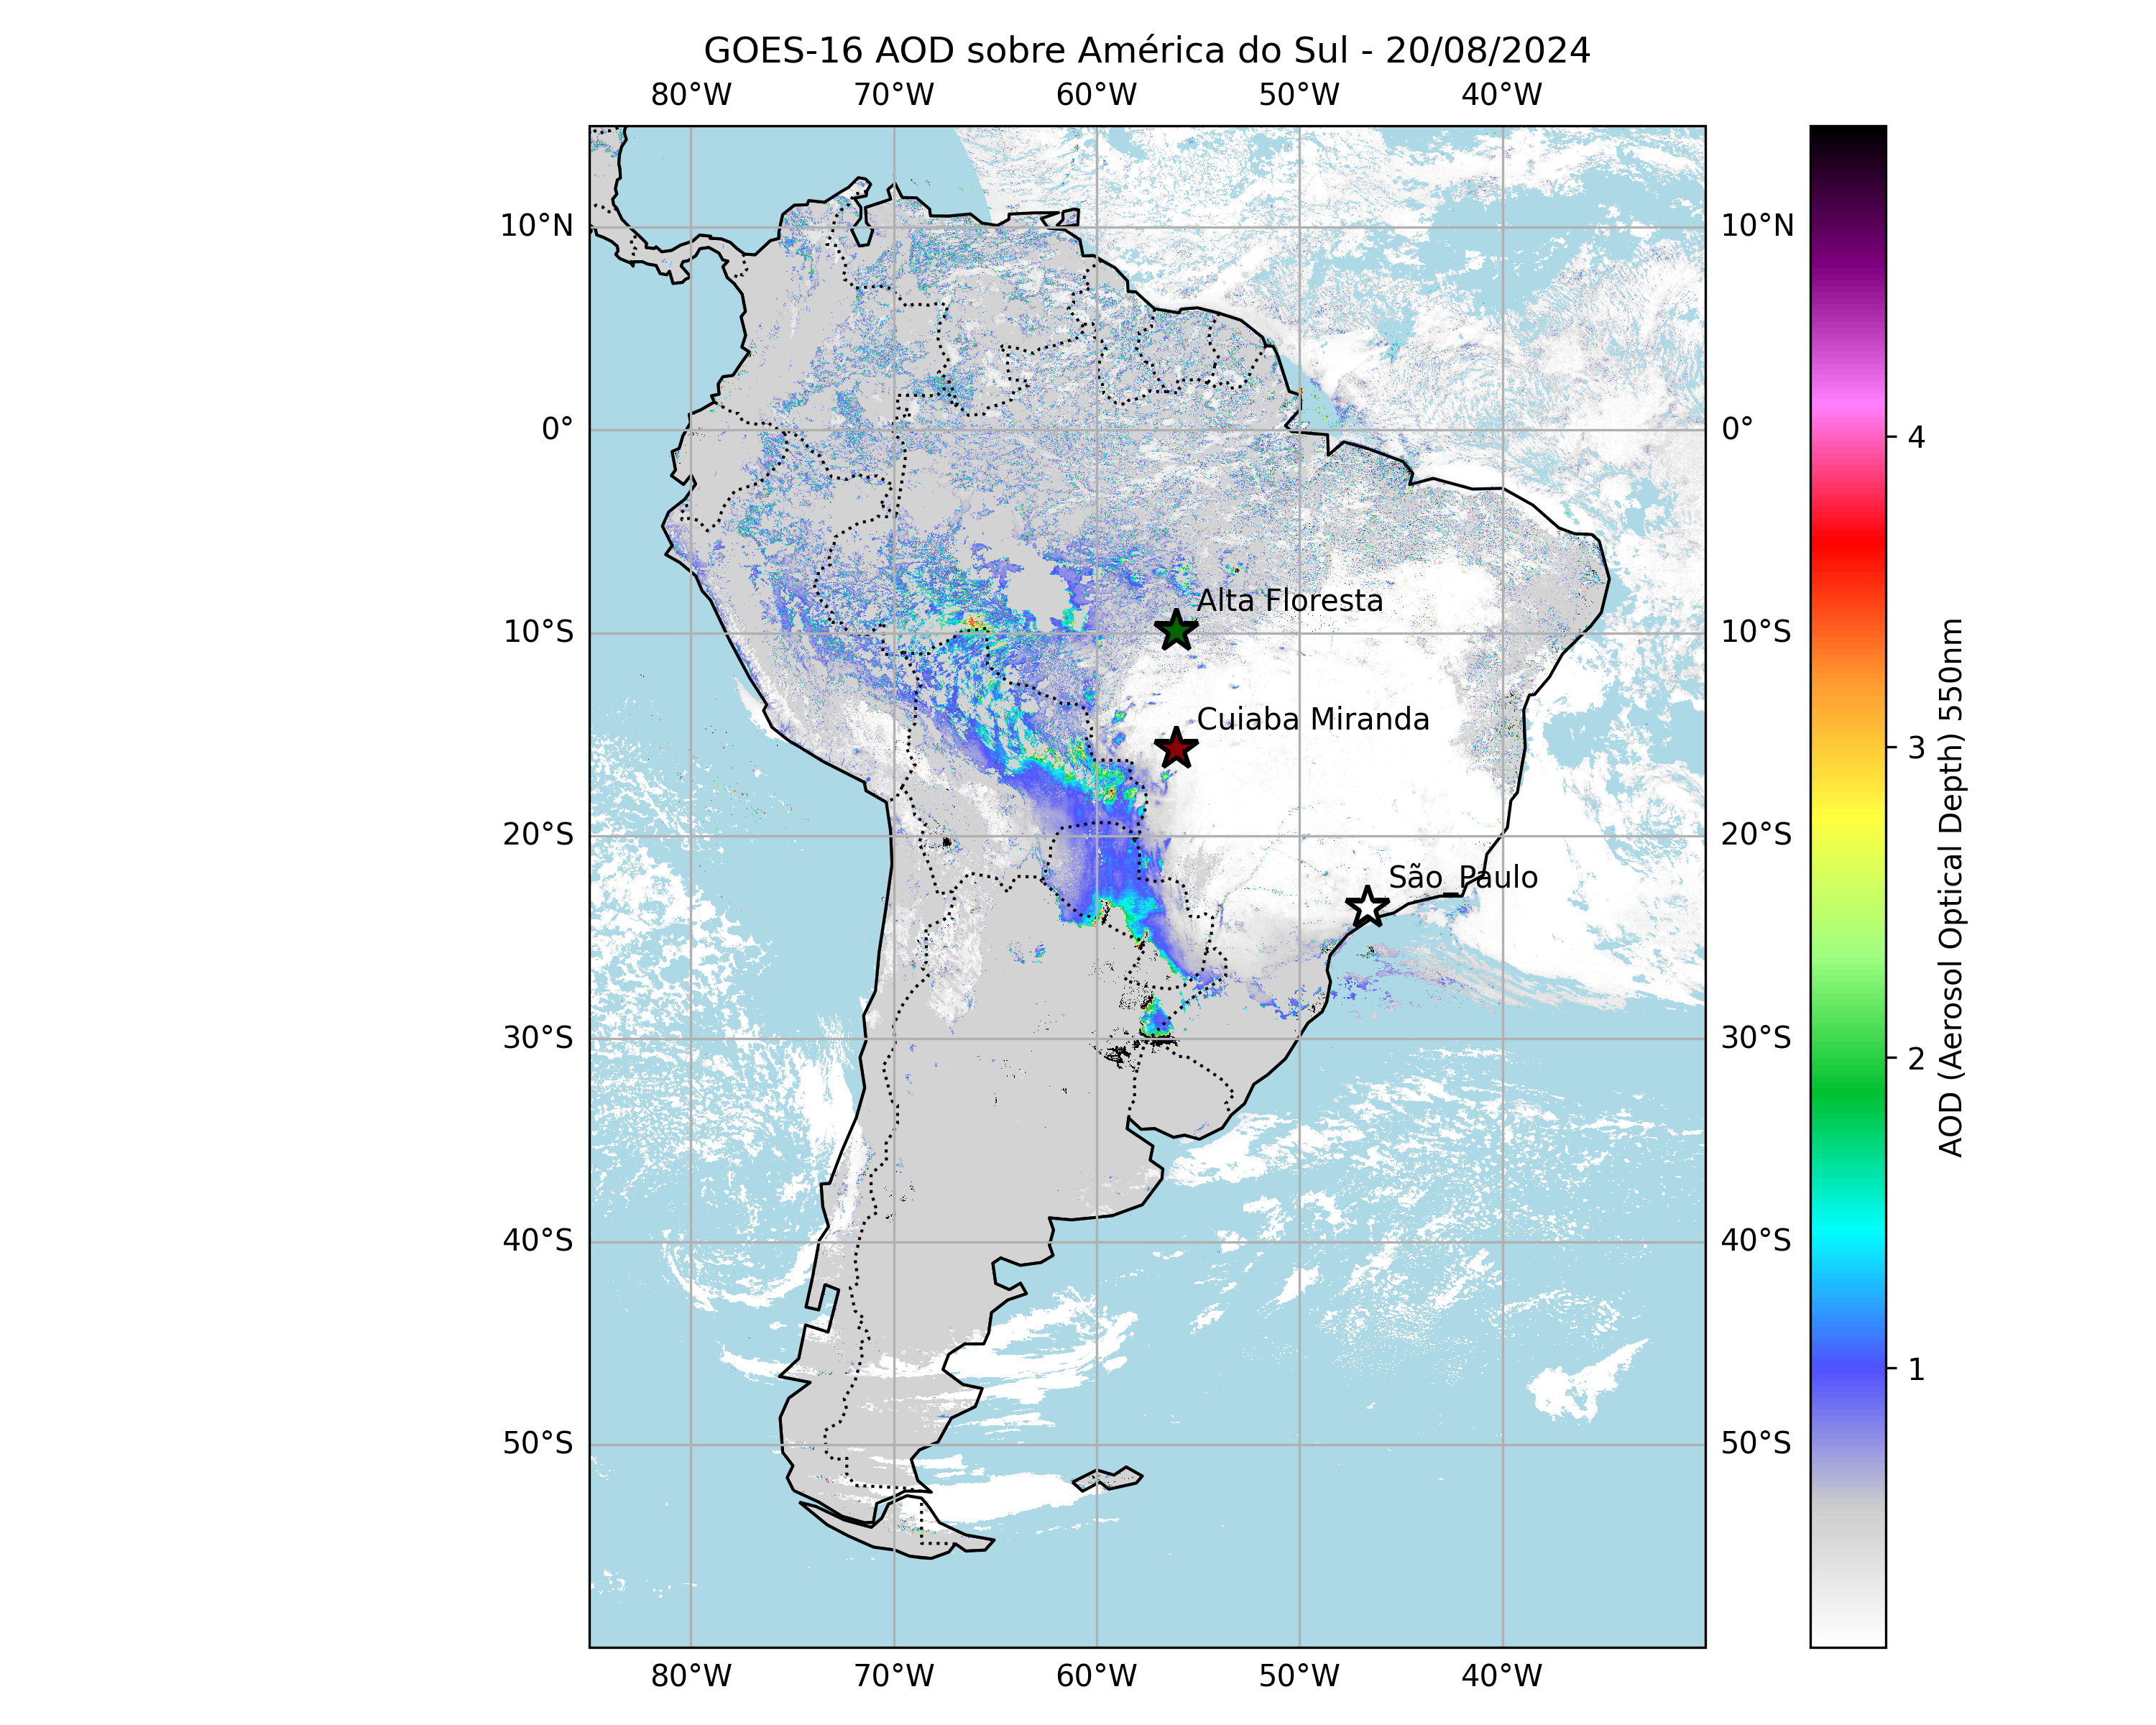 GOES-16 AOD sobre América do Sul - 20/08/2024
80°W 70°W 60°W 50°W 40°W
10°N 10°N
0° 0°
Alta Floresta
10°S 10°S
Cuiaba Miranda
20°S 20°S
São_Paulo
30°S 30°S
40°S 40°S
50°S 50°S
80°W 70°W 60°W 50°W 40°W
4
3
2
1
AOD (Aerosol Optical Depth) 550nm